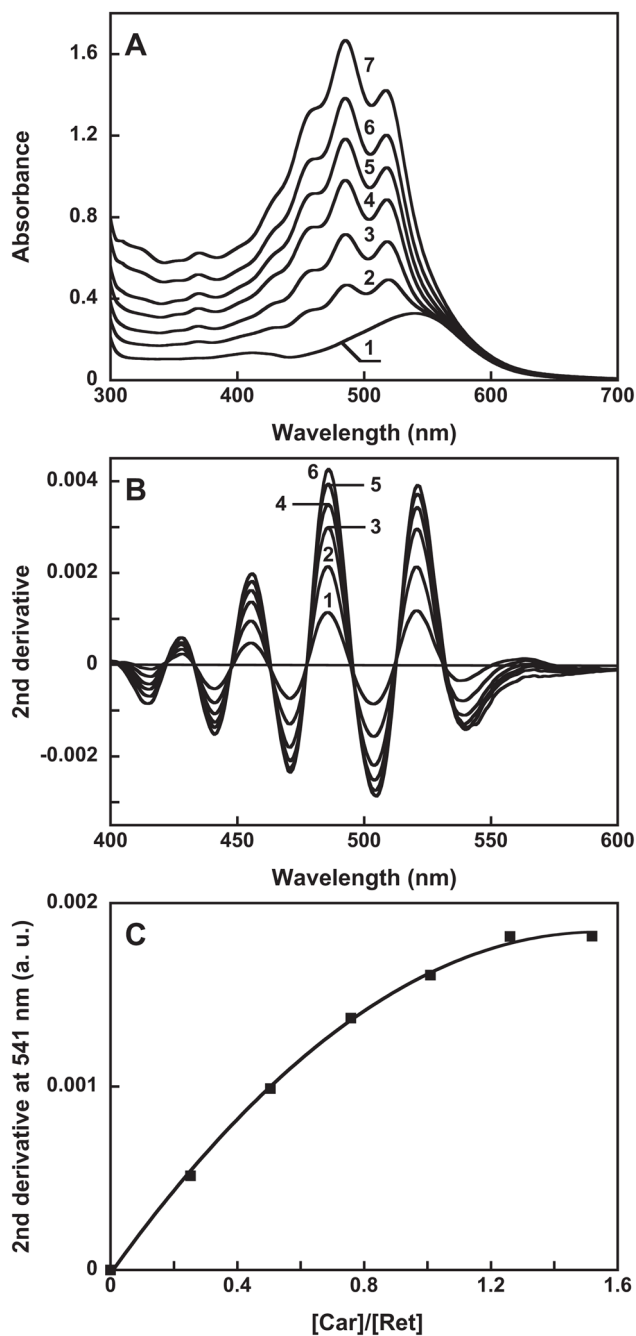 A
1.6
1.2
0.8
0.4
0
Absorbance
7
6
5
4
3
2
1
300 400 500 600 700
Wavelength (nm)
B
0.004
0.002
0
-0.002
2nd derivative
6
5
4
3
2
1
400 450 500 550 600
Wavelength (nm)
C
0.002
0.001
0
2nd derivative at 541 nm (a. u.)
0 0.4 0.8 1.2 1.6
[Car]/[Ret]